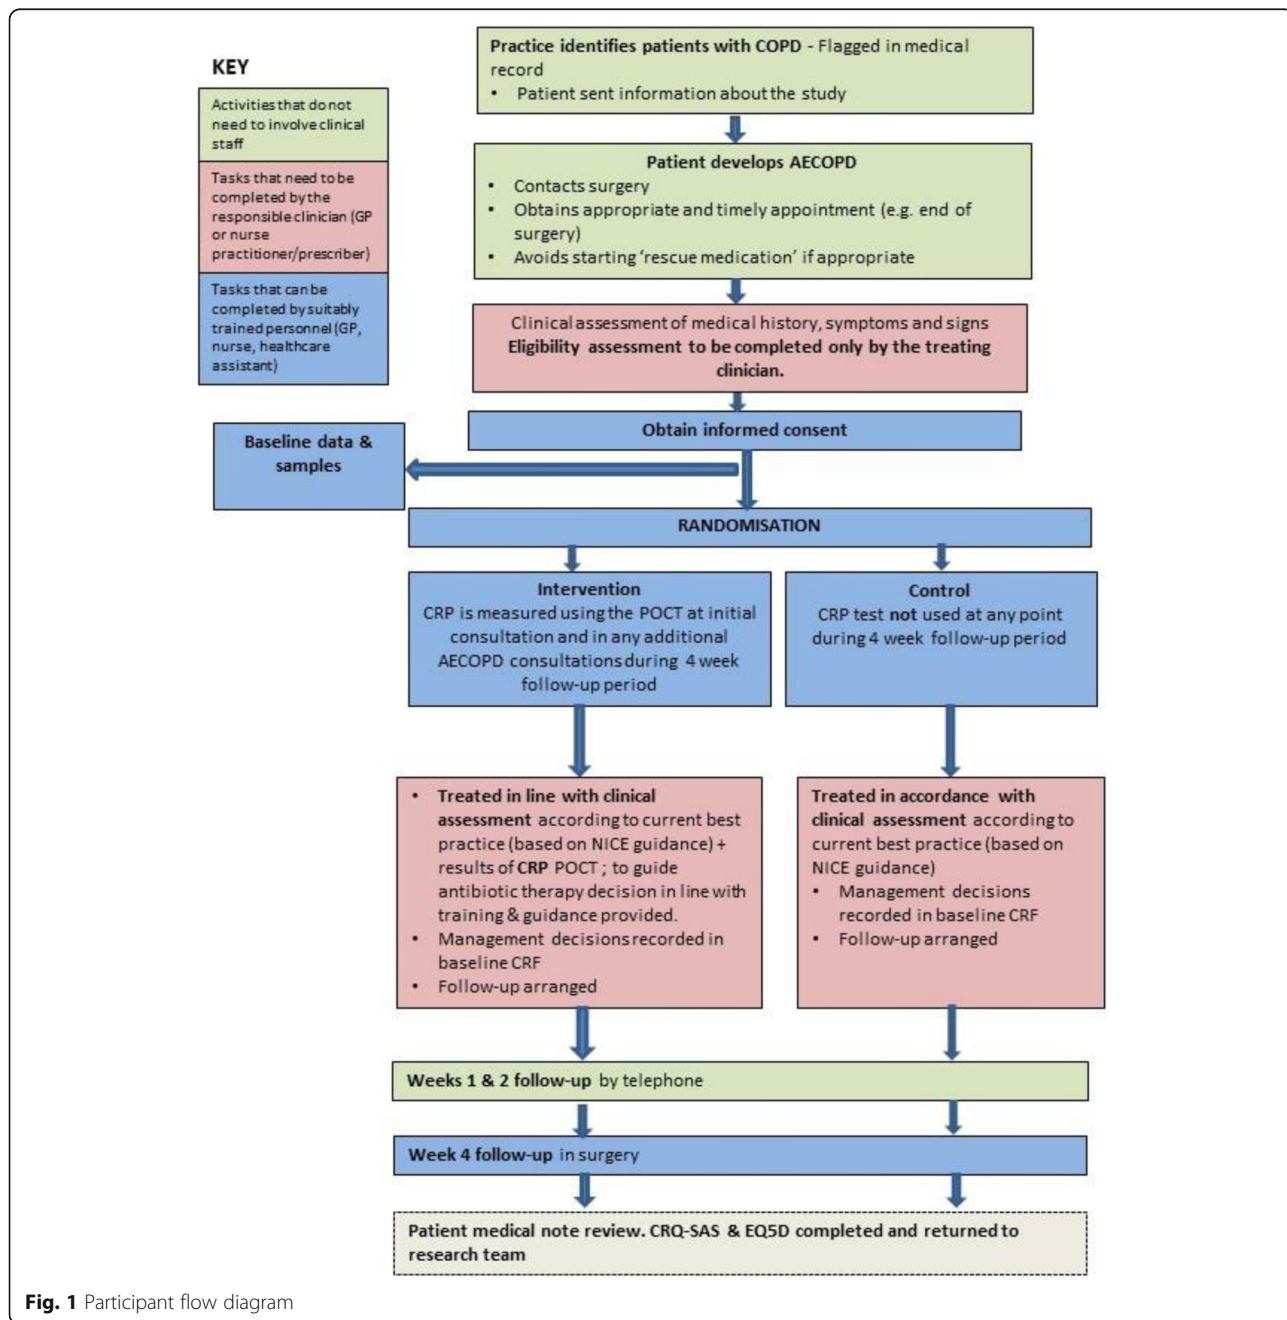 Practice identifies patients with COPD - Flagged in medical
record
• Patient sent information about the study
KEY
Activities that do not
need to involve clinical
staff
Tasks that need to be
completed by the
responsible clinician (GP
or nurse
practitioner/prescriber)
Tasks that can be
completed by suitably
trained personnel (GP,
nurse, healthcare
assistant)
Patient develops AECOPD
• Contacts surgery
• Obtains appropriate and timely appointment (e.g. end of
surgery)
• Avoids starting ‘rescue medication’ if appropriate
Clinical assessment of medical history, symptoms and signs
Eligibility assessment to be completed only by the treating
clinician.
Obtain informed consent
Baseline data &
samples
RANDOMISATION
Intervention
CRP is measured using the POCT at initial
consultation and in any additional
AECOPD consultations during 4 week
follow-up period
Control
CRP test not used at any point
during 4 week follow-up period
• Treated in line with clinical
assessment according to current best
practice (based on NICE guidance) +
results of CRP POCT ; to guide
antibiotic therapy decision in line with
training & guidance provided.
• Management decisions recorded in
baseline CRF
• Follow-up arranged
Treated in accordance with
clinical assessment according to
current best practice (based on
NICE guidance)
• Management decisions
recorded in baseline CRF
• Follow-up arranged
Weeks 1 & 2 follow-up by telephone
Week 4 follow-up in surgery
Patient medical note review. CRQ-SAS & EQ5D completed and returned to
research team
Fig. 1 Participant flow diagram